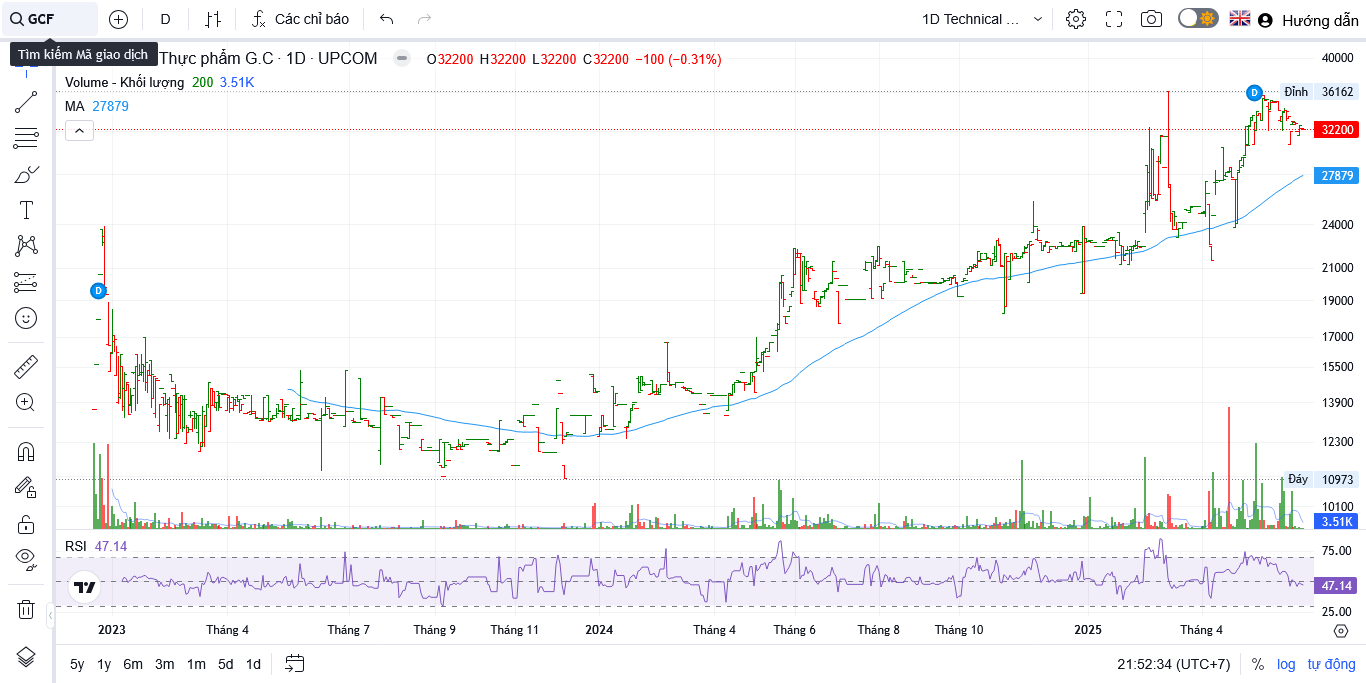 GCF
D
Các chỉ báo
1D Technical ...
Hướng dẫn
Tìm kiếm Mã giao dịch
Thực phẩm G.C · 1D · UPCOM
O32200 H32200 L32200 C32200 −100 (−0.31%)
Volume - Khối lượng 200 3.51K
MA 27879
40000
D
Đỉnh 36162
32200
27879
24000
21000
D
19000
17000
15500
13900
12300
Đáy 10973
10100
3.51K
RSI 47.14
75.00
47.14
25.00
2023 Tháng 4 Tháng 7 Tháng 9 Tháng 11 2024 Tháng 4 Tháng 6 Tháng 8 Tháng 10 2025 Tháng 4
5y 1y 6m 3m 1m 5d 1d
21:52:34 (UTC+7) % log tự động